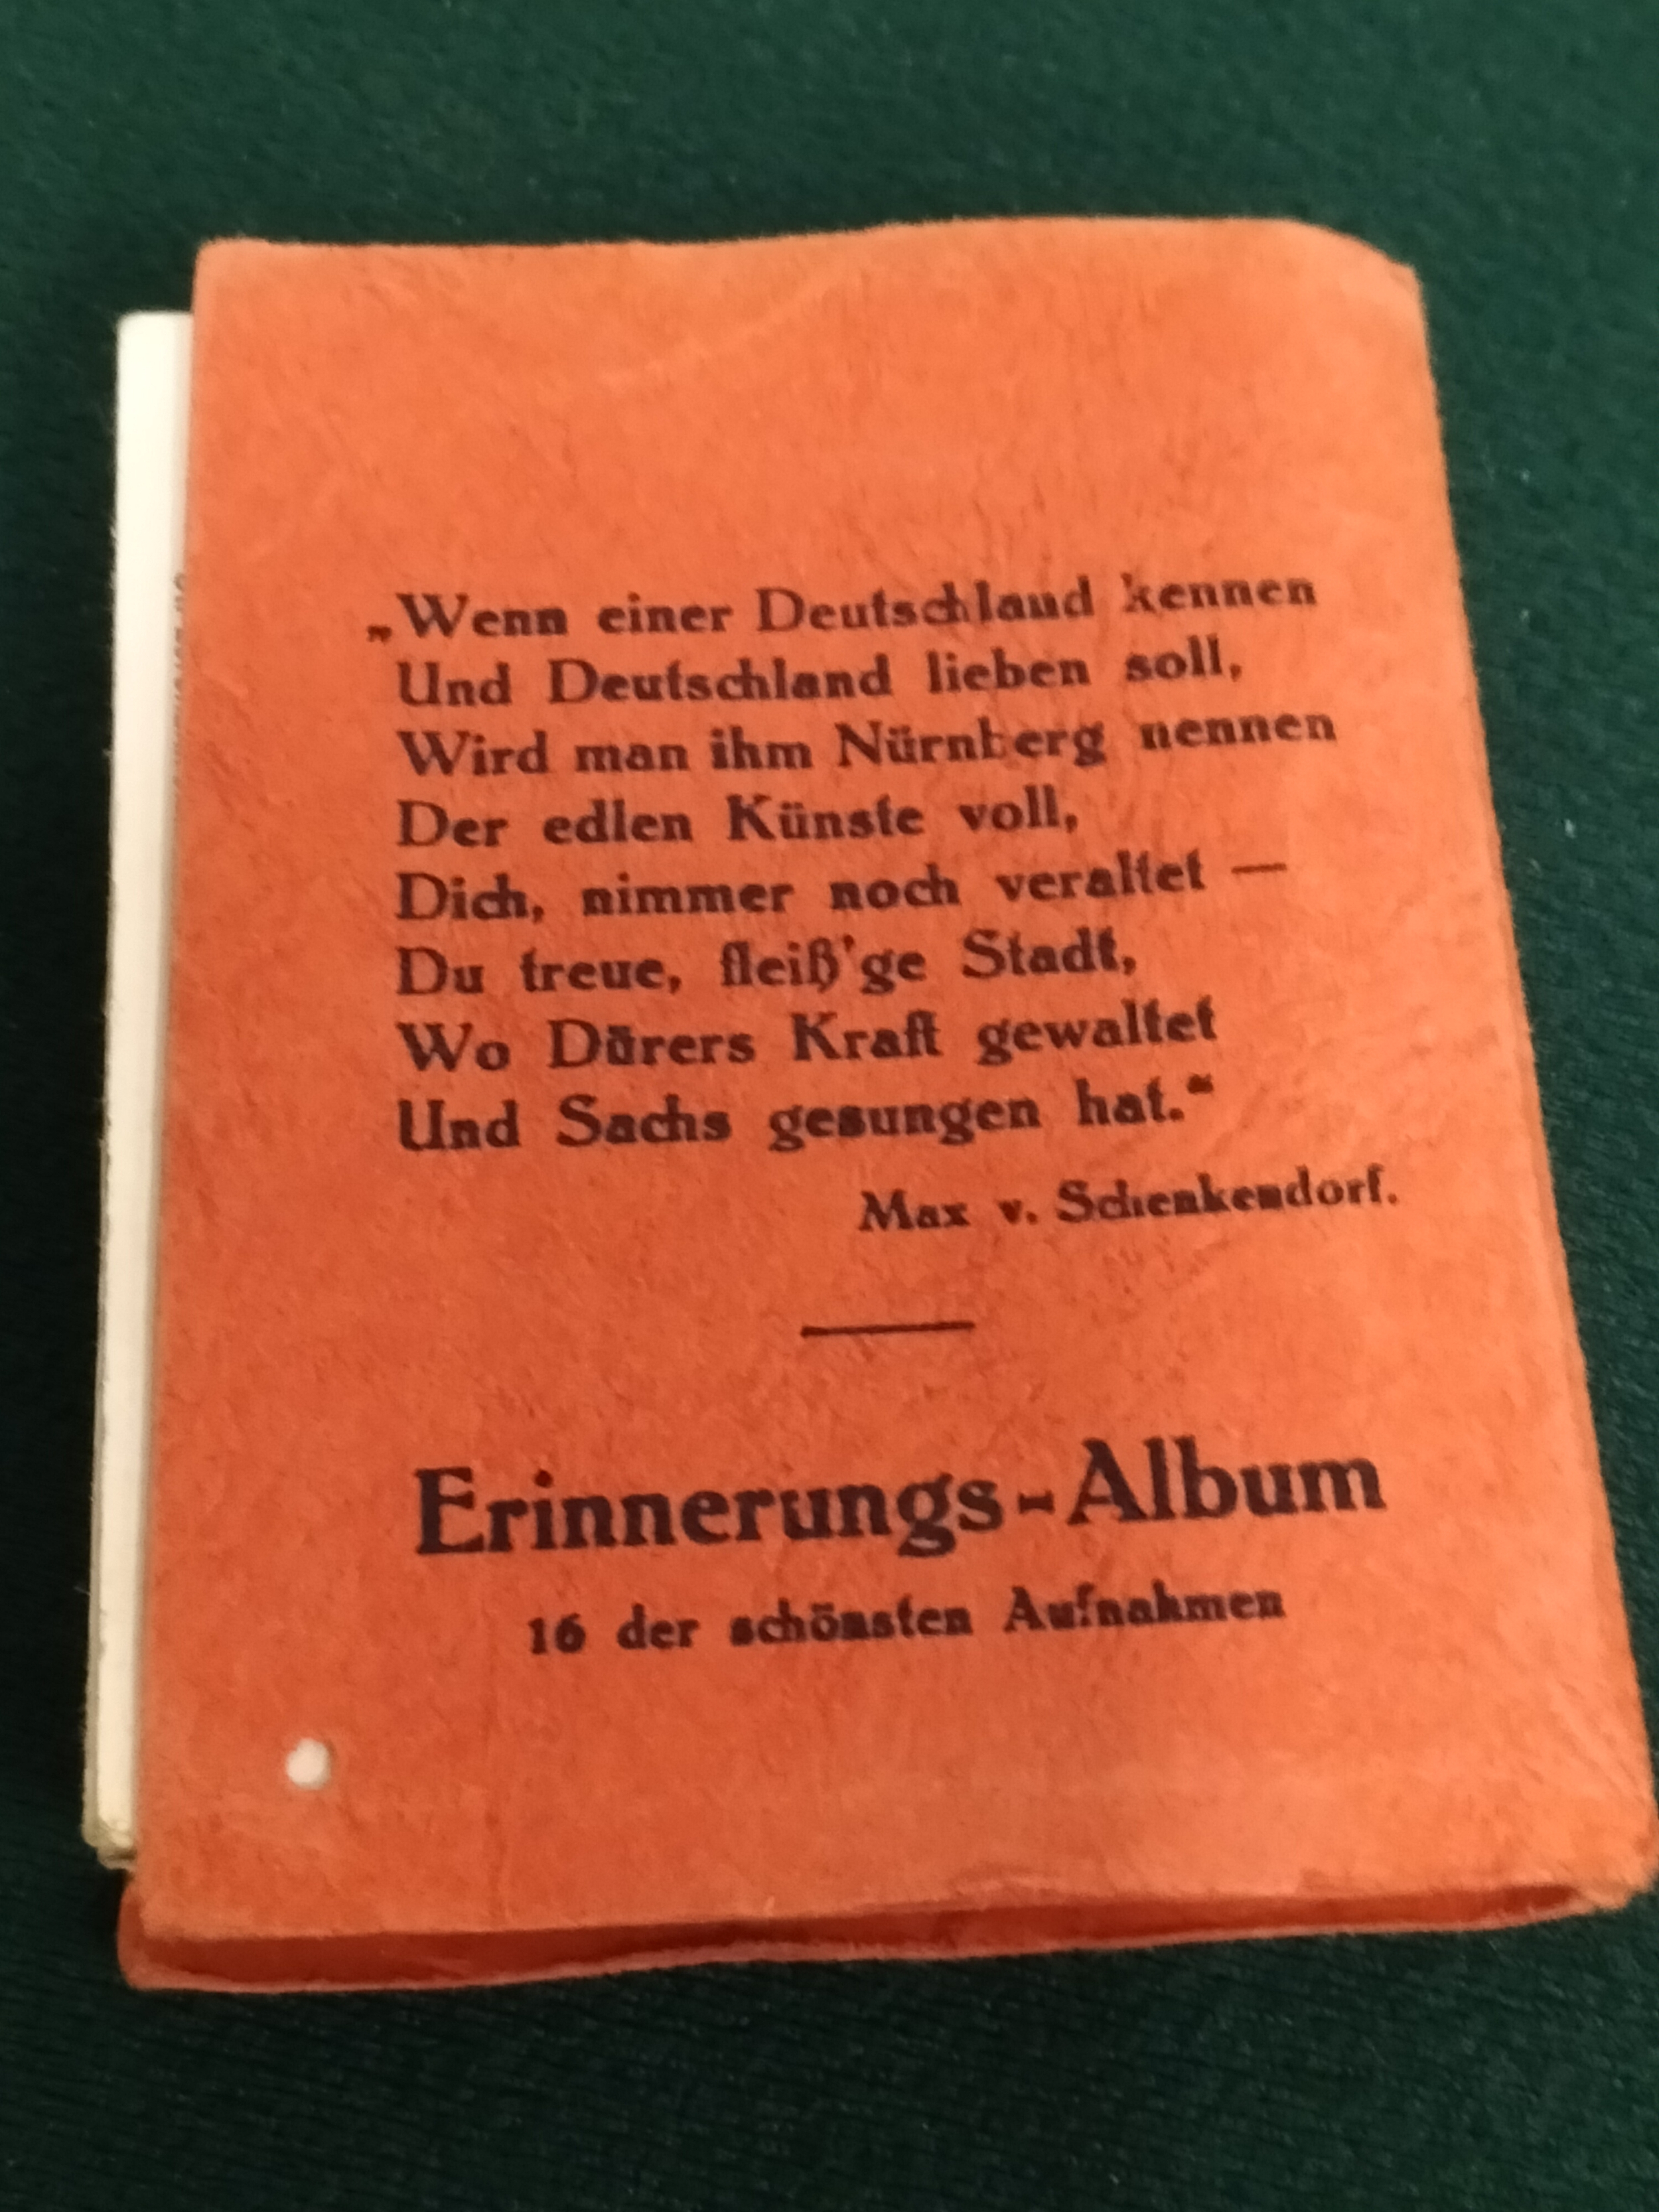 „Wenn einer Deutschland kennen
Und Deutschland lieben soll,
Wird man ihm Nürnberg nennen
Der edlen Künste voll,
Dich, nimmer noch veraltet —
Du treue, fleiß'ge Stadt,
Wo Dürers Kraft gewaltet
Und Sachs gesungen hat.“
Max v. Schenkendorf.
Erinnerungs-Album
16 der schönsten Aufnahmen